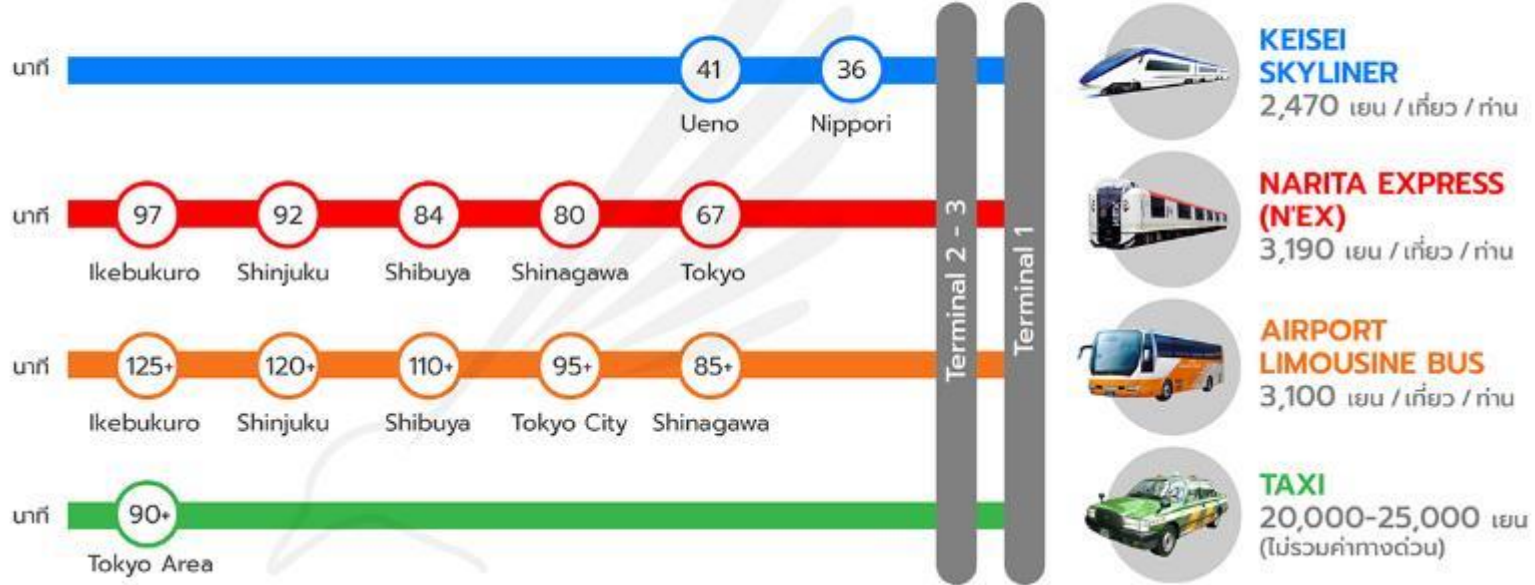 นาที
41
36
Ueno
Nippori
KEISEI
SKYLINER
2,470 เยน / เที่ยว / ท่าน
นาที
97
92
84
80
67
Ikebukuro
Shinjuku
Shibuya
Shinagawa
Tokyo
NARITA EXPRESS
(N'EX)
3,190 เยน / เที่ยว / ท่าน
นาที
125+
120+
110+
95+
85+
Ikebukuro
Shinjuku
Shibuya
Tokyo City
Shinagawa
AIRPORT
LIMOUSINE BUS
3,100 เยน / เที่ยว / ท่าน
นาที
90+
Tokyo Area
TAXI
20,000-25,000 เยน
(ไม่รวมค่าทางด่วน)
Terminal 2 - 3
Terminal 1